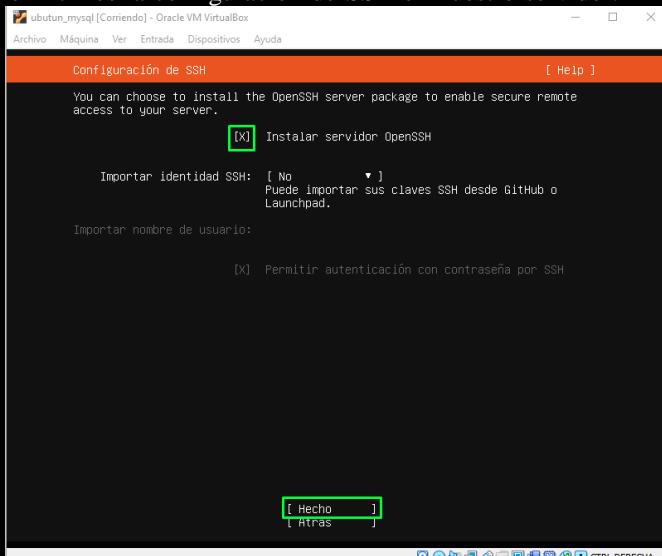 ubutun_mysql [Corriendo] - Oracle VM VirtualBox
Archivo Máquina Ver Entrada Dispositivos Ayuda
Configuración de SSH [ Help ]
You can choose to install the OpenSSH server package to enable secure remote
access to your server.
[X] Instalar servidor OpenSSH
Importar identidad SSH: [ No ▼ ]
Puede importar sus claves SSH desde GitHub o
Launchpad.
Importar nombre de usuario:
[X] Permitir autenticación con contraseña por SSH
[ Hecho ]
[ Atrás ]
CTRL DERECHA